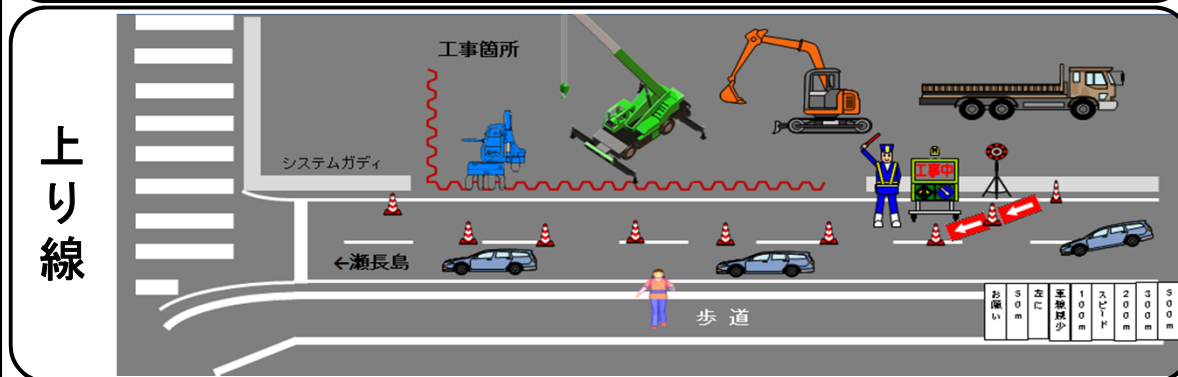 上り線
工事箇所
システムガディ
工事中
←瀬長島
歩道
お願い
50m
左に
車線減少
100m
スピード
200m
300m
500m